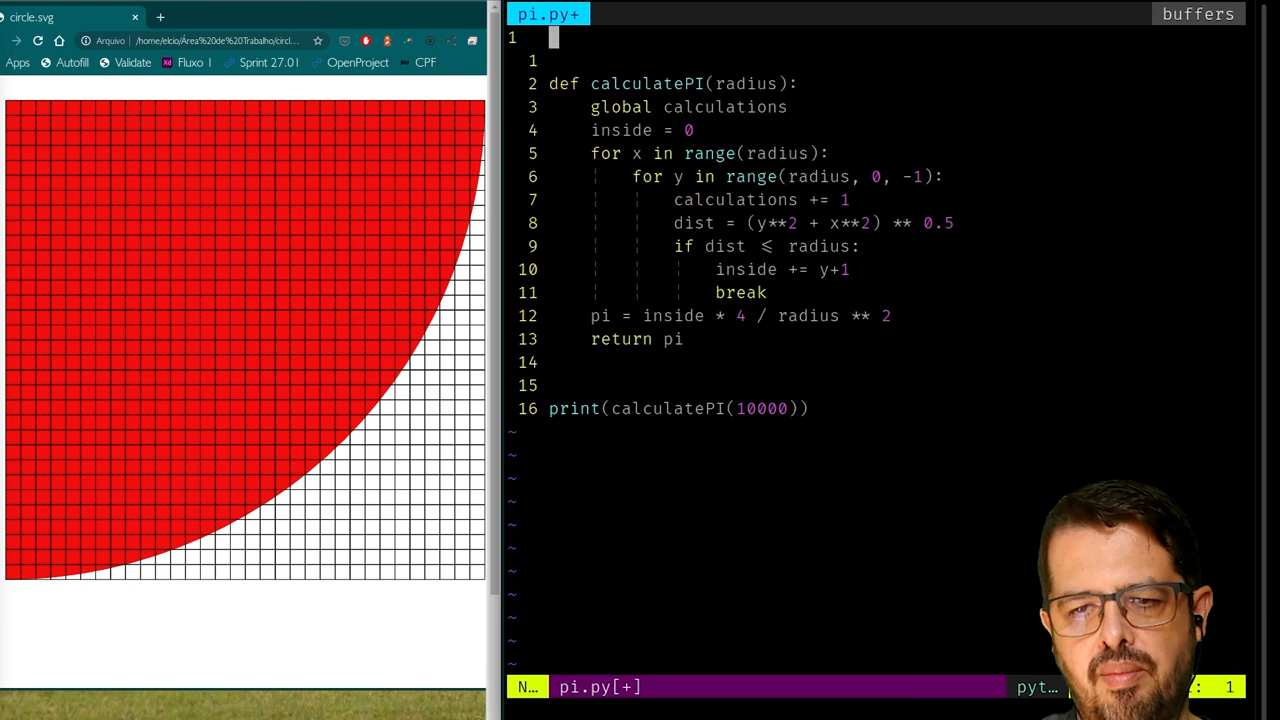 circle.svg × +
Arquivo /home/elcio/Área%20de%20Trabalho/circl...
Apps Autofill Validate Xd Fluxo 1 Sprint 27.01 OpenProject CPF
pi.py+ buffers
1
1
2 def calculatePI(radius):
3 global calculations
4 inside = 0
5 for x in range(radius):
6 for y in range(radius, 0, -1):
7 calculations += 1
8 dist = (y**2 + x**2) ** 0.5
9 if dist ≤ radius:
10 inside += y+1
11 break
12 pi = inside * 4 / radius ** 2
13 return pi
14
15
16 print(calculatePI(10000))
~
~
~
~
~
~
~
~
~
~
~
N… pi.py[+] pyt… : 1